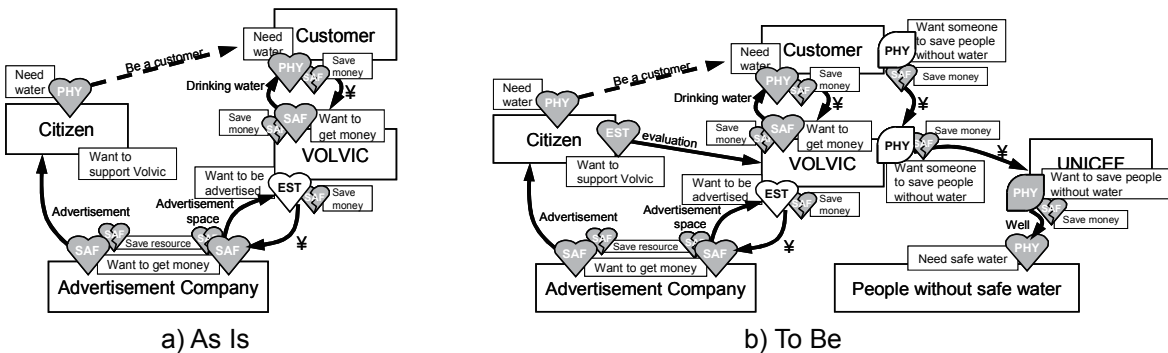 Need
water
Customer
Save
money
PHY
SAF
Be a customer
Need
water
PHY
Drinking water
¥
Save
money
SAF
Want to
get money
Citizen
VOLVIC
Want to
support Volvic
Want to be
advertised
EST
SAF
Save
money
Advertisement
Advertisement
space
¥
SAF
Save resource
SAF
SAF
Want to get money
SAF
Advertisement Company
a) As Is
Need
water
Customer
PHY
Want someone
to save people
without water
Save
money
PHY
SAF
SAF
Save money
Be a customer
Need
water
PHY
Drinking water
¥
¥
Save
money
SAF
Want to
get money
Citizen
EST
evaluation
VOLVIC
PHY
SAF
Save money
¥
UNICEF
Want to
support Volvic
Want to be
advertised
EST
SAF
Save
money
Want someone
to save people
without water
PHY
Want to save people
without water
SAF
Save money
Advertisement
Advertisement
space
¥
Well
SAF
Save resource
SAF
SAF
Want to get money
SAF
Need safe water
PHY
Advertisement Company
People without safe water
b) To Be